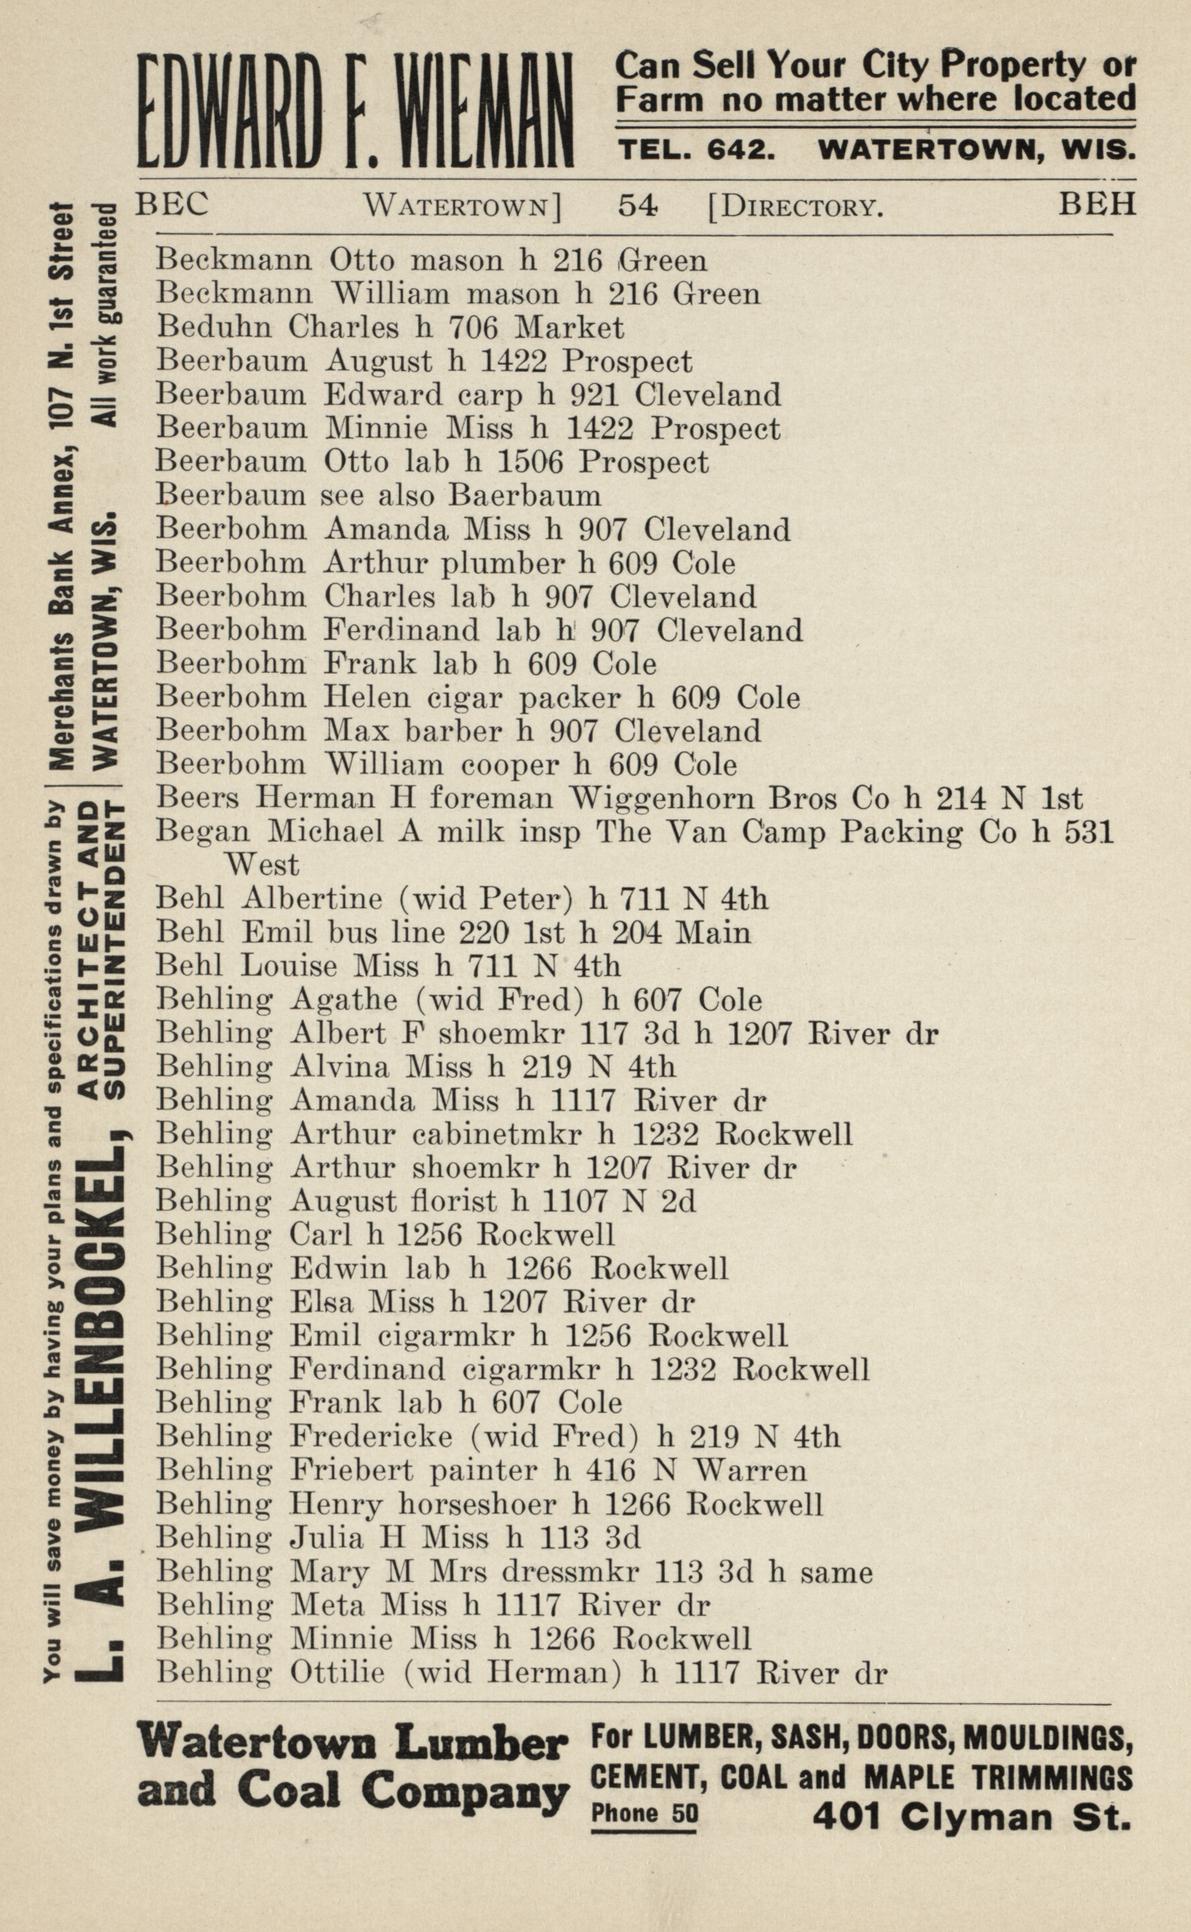 EDWARD F. WIEMAN
Can Sell Your City Property or
Farm no matter where located
TEL. 642. WATERTOWN, WIS.
BEC WATERTOWN] 54 [DIRECTORY. BEH
Beckmann Otto mason h 216 Green
Beckmann William mason h 216 Green
Beduhn Charles h 706 Market
Beerbaum August h 1422 Prospect
Beerbaum Edward carp h 921 Cleveland
Beerbaum Minnie Miss h 1422 Prospect
Beerbaum Otto lab h 1506 Prospect
Beerbaum see also Baerbaum
Beerbohm Amanda Miss h 907 Cleveland
Beerbohm Arthur plumber h 609 Cole
Beerbohm Charles lab h 907 Cleveland
Beerbohm Ferdinand lab h 907 Cleveland
Beerbohm Frank lab h 609 Cole
Beerbohm Helen cigar packer h 609 Cole
Beerbohm Max barber h 907 Cleveland
Beerbohm William cooper h 609 Cole
Beers Herman H foreman Wiggenhorn Bros Co h 214 N 1st
Began Michael A milk insp The Van Camp Packing Co h 531
West
Behl Albertine (wid Peter) h 711 N 4th
Behl Emil bus line 220 1st h 204 Main
Behl Louise Miss h 711 N 4th
Behling Agathe (wid Fred) h 607 Cole
Behling Albert F shoemkr 117 3d h 1207 River dr
Behling Alvina Miss h 219 N 4th
Behling Amanda Miss h 1117 River dr
Behling Arthur cabinetmkr h 1232 Rockwell
Behling Arthur shoemkr h 1207 River dr
Behling August florist h 1107 N 2d
Behling Carl h 1256 Rockwell
Behling Edwin lab h 1266 Rockwell
Behling Elsa Miss h 1207 River dr
Behling Emil cigarmkr h 1256 Rockwell
Behling Ferdinand cigarmkr h 1232 Rockwell
Behling Frank lab h 607 Cole
Behling Fredericke (wid Fred) h 219 N 4th
Behling Friebert painter h 416 N Warren
Behling Henry horseshoer h 1266 Rockwell
Behling Julia H Miss h 113 3d
Behling Mary M Mrs dressmkr 113 3d h same
Behling Meta Miss h 1117 River dr
Behling Minnie Miss h 1266 Rockwell
Behling Ottilie (wid Herman) h 1117 River dr
You will save money by having your plans and specifications drawn by
L. A. WILLENBOCKEL, ARCHITECT AND
SUPERINTENDENT
Merchants Bank Annex, 107 N. 1st Street
WATERTOWN, WIS. All work guaranteed
Watertown Lumber
and Coal Company
For LUMBER, SASH, DOORS, MOULDINGS,
CEMENT, COAL and MAPLE TRIMMINGS
Phone 50 401 Clyman St.